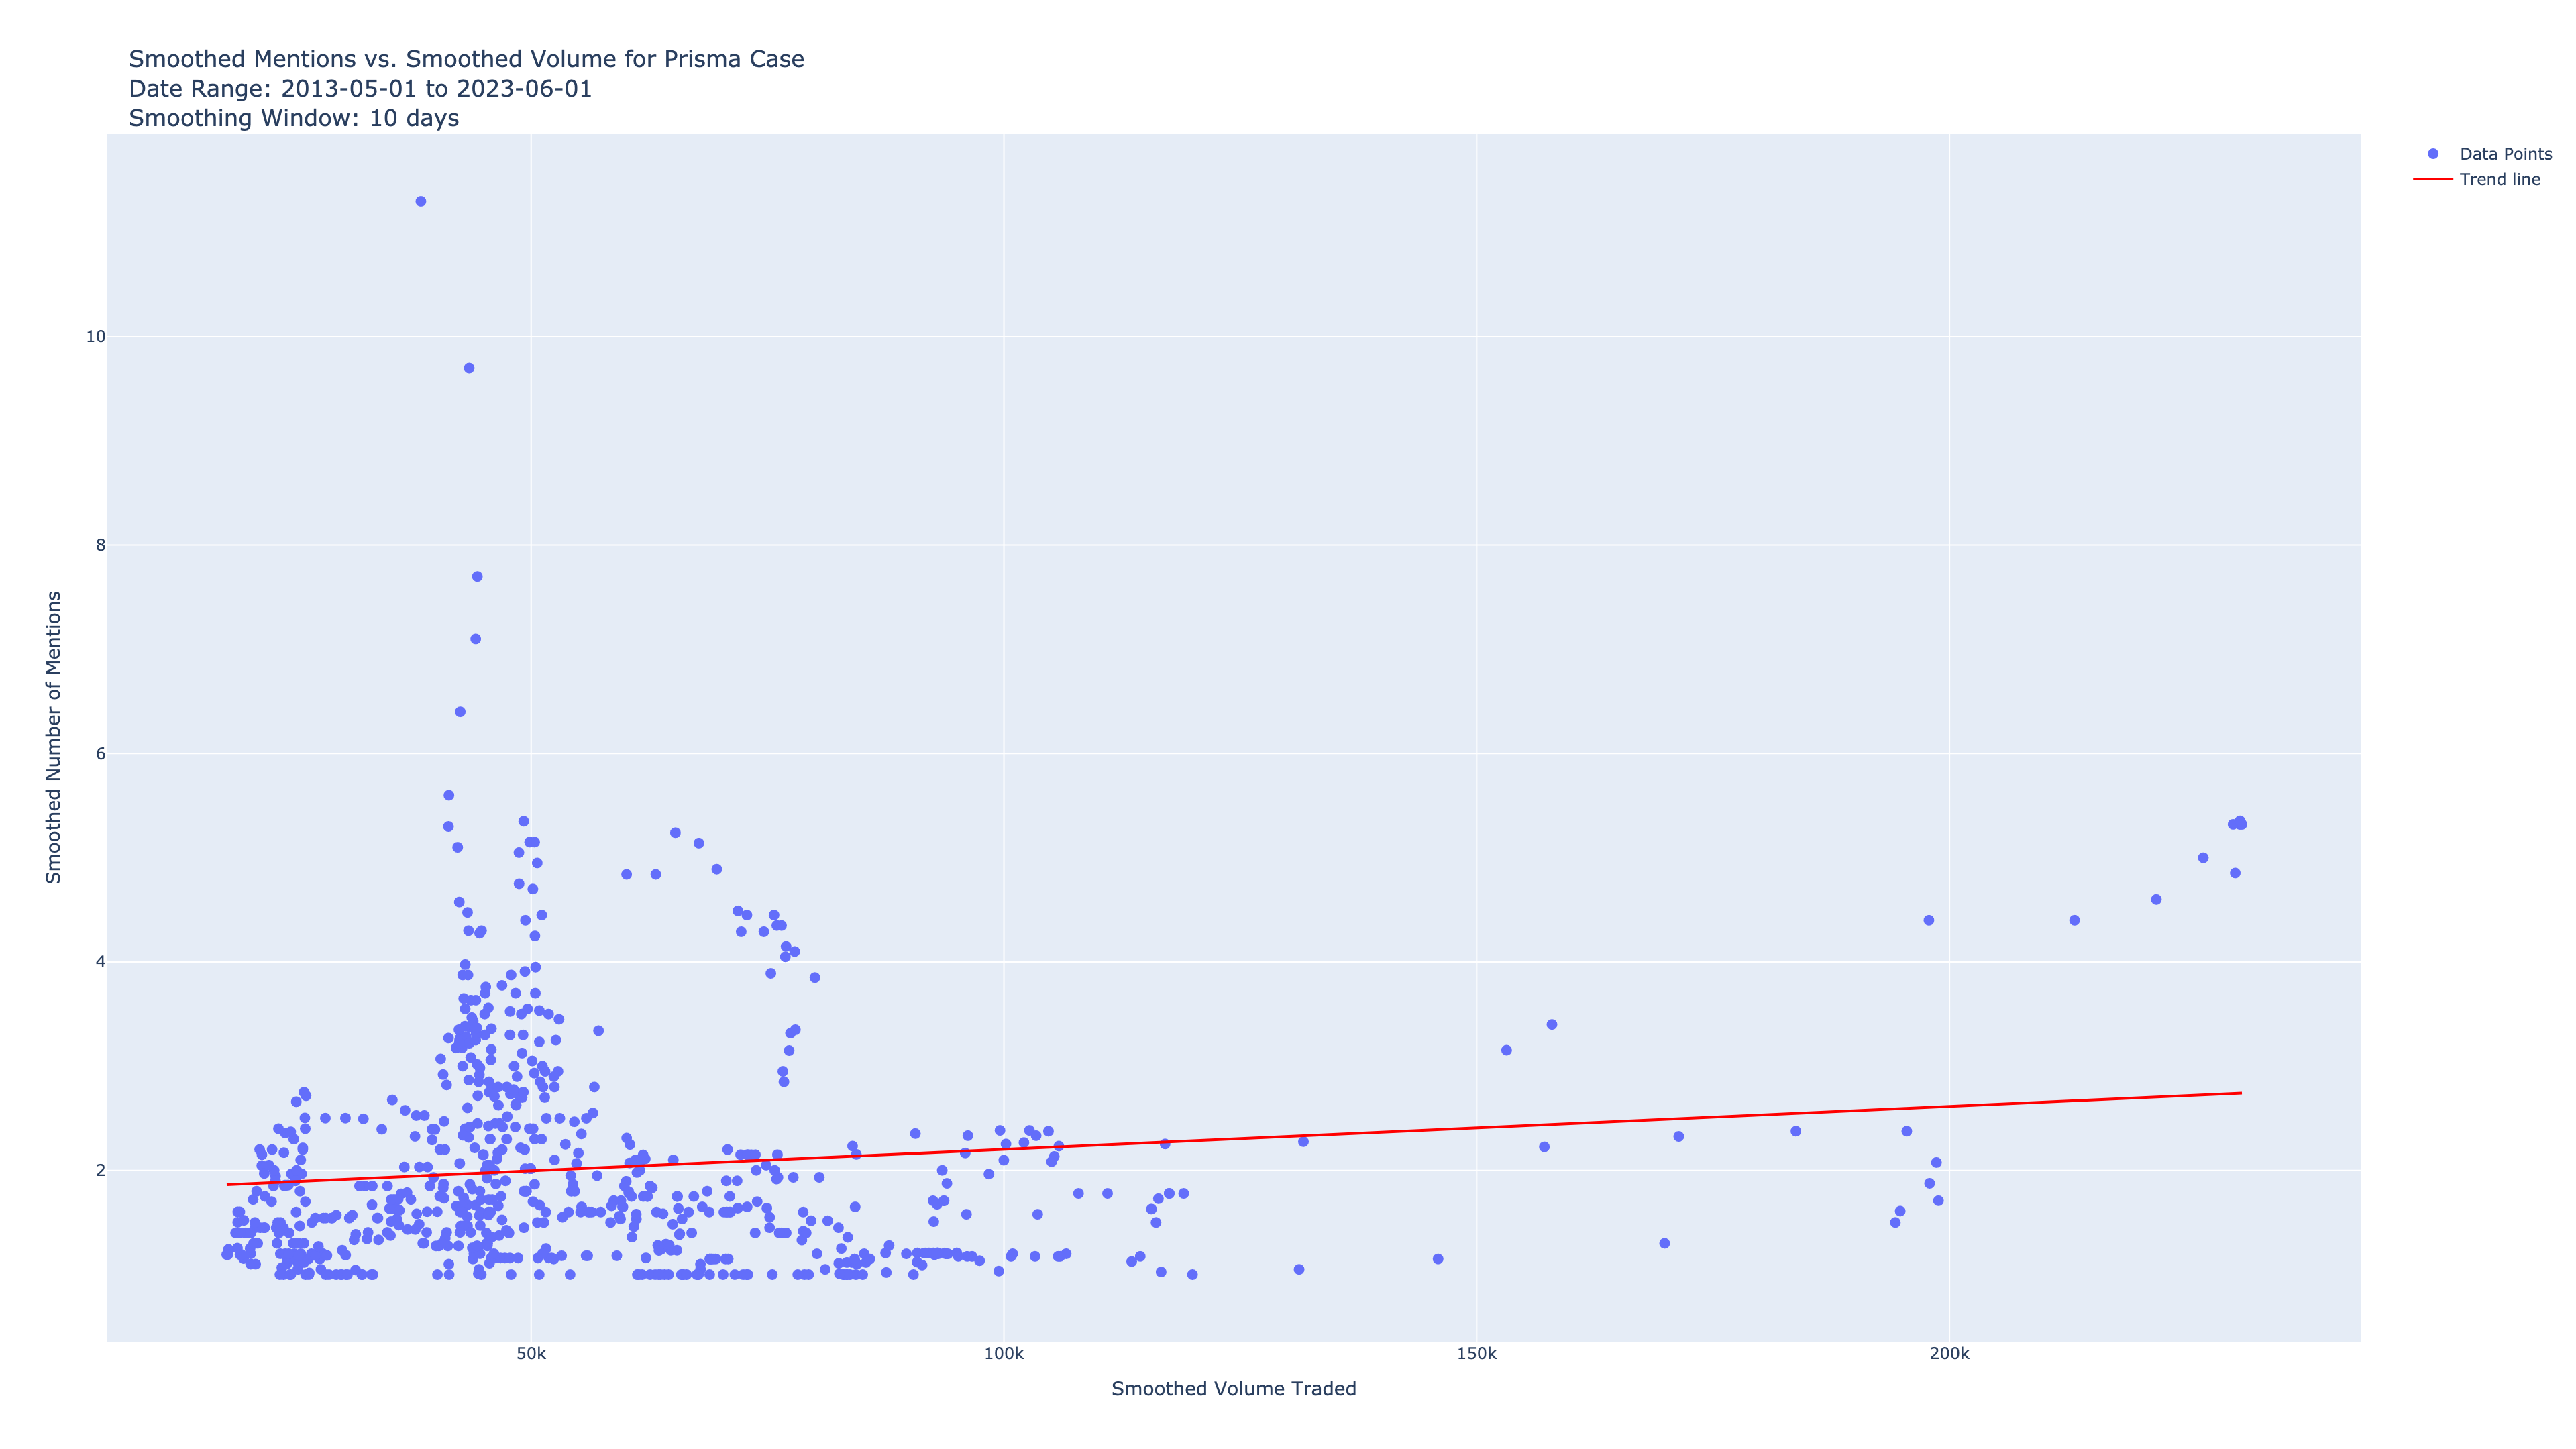 Smoothed Mentions vs. Smoothed Volume for Prisma Case
Date Range: 2013-05-01 to 2023-06-01
Smoothing Window: 10 days
Data Points
Trend line
10
8
6
4
2
Smoothed Number of Mentions
50k
100k
150k
200k
Smoothed Volume Traded